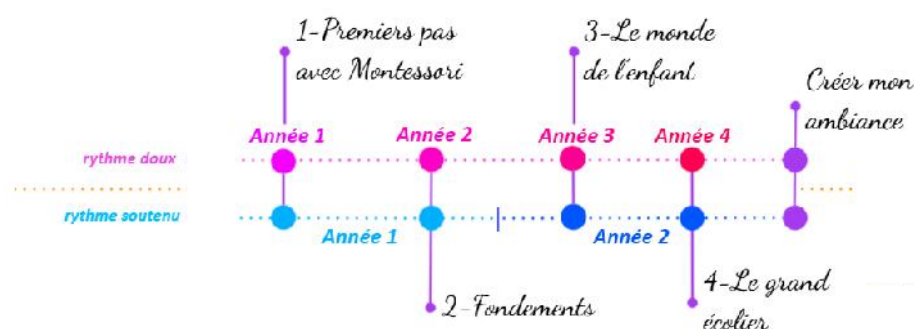 1-Premiers pas
avec Montessori
3-Le monde
de l'enfant
Créer mon
ambiance
Année 1
Année 2
Année 3
Année 4
rythme doux
rythme soutenu
Année 1
Année 2
2-Fondements
4-Le grand
écolier